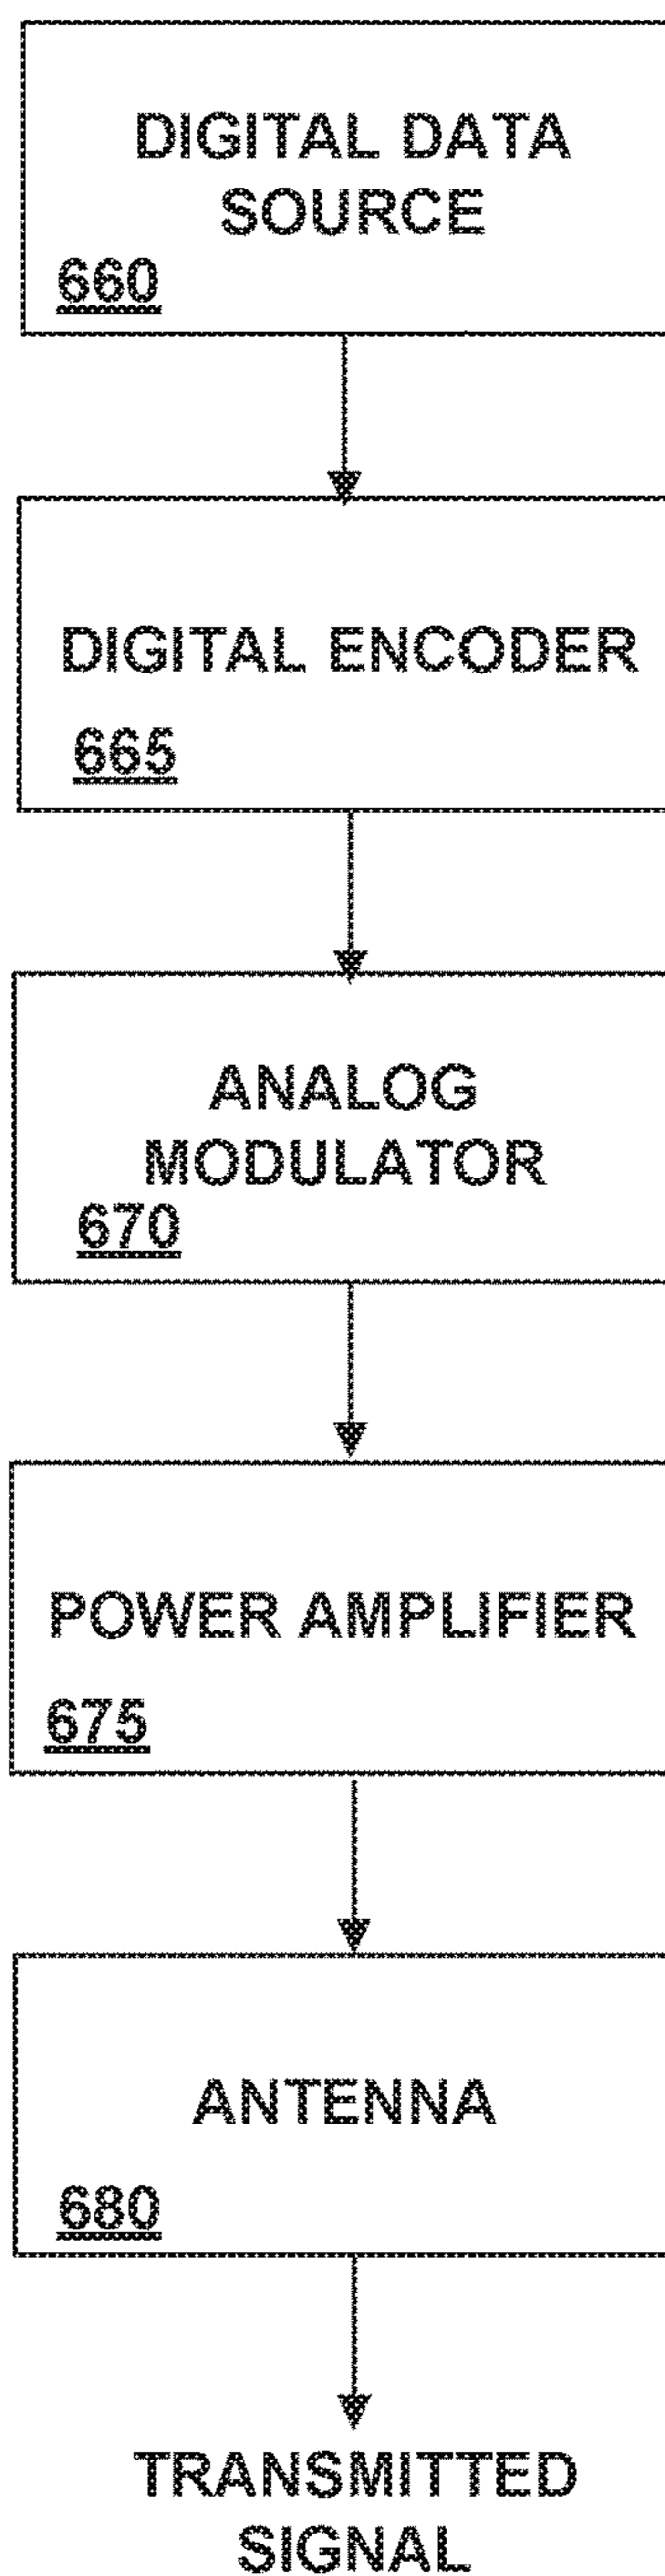 DIGITAL DATA
SOURCE
660
DIGITAL ENCODER
665
ANALOG
MODULATOR
670
POWER AMPLIFIER
675
ANTENNA
680
TRANSMITTED
SIGNAL